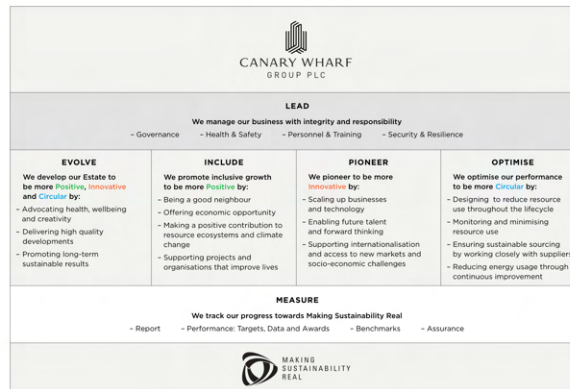 CANARY WHARF
GROUP PLC
LEAD
We manage our business with integrity and responsibility
– Governance – Health & Safety – Personnel & Training – Security & Resilience
EVOLVE
We develop our Estate to
be more Positive, Innovative
and Circular by:
– Advocating health, wellbeing
and creativity
– Delivering high quality
developments
– Promoting long-term
sustainable results
INCLUDE
We promote inclusive growth
to be more Positive by:
– Being a good neighbour
– Offering economic opportunity
– Making a positive contribution to
resource ecosystems and climate
change
– Supporting projects and
organisations that improve lives
PIONEER
We pioneer to be more
Innovative by:
– Scaling up businesses
and technology
– Enabling future talent
and forward thinking
– Supporting internationalisation
and access to new markets and
socio-economic challenges
OPTIMISE
We optimise our performance
to be more Circular by:
– Designing to reduce resource
use throughout the lifecycle
– Monitoring and minimising
resource use
– Ensuring sustainable sourcing
by working closely with suppliers
– Reducing energy usage through
continuous improvement
MEASURE
We track our progress towards Making Sustainability Real
– Report – Performance: Targets, Data and Awards – Benchmarks – Assurance
MAKING
SUSTAINABILITY
REAL